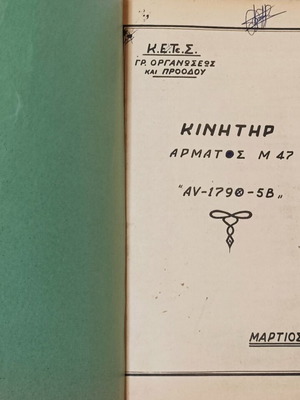 Κ.Ε.Τε.Σ.
ΓΡ. ΟΡΓΑΝΩΣΕΩΣ
ΚΑΙ ΠΡΟΟΔΟΥ
ΚΙΝΗΤΗΡ
ΑΡΜΑΤΟΣ Μ 47
"AV-1790-5B"
ΜΑΡΤΙΟΣ